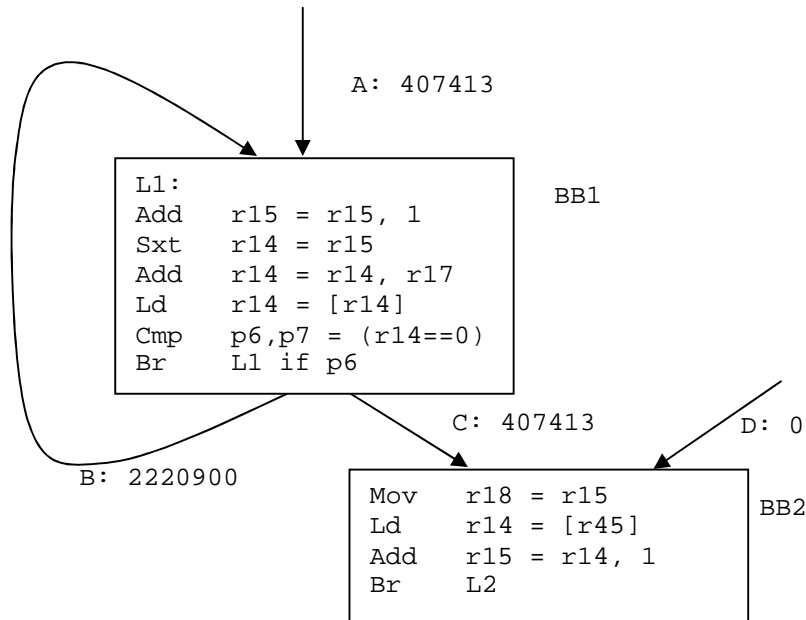 A: 407413
L1:
Add r15 = r15, 1
Sxt r14 = r15
Add r14 = r14, r17
Ld r14 = [r14]
Cmp p6,p7 = (r14==0)
Br L1 if p6
BB1
C: 407413
D: 0
B: 2220900
Mov r18 = r15
Ld r14 = [r45]
Add r15 = r14, 1
Br L2
BB2